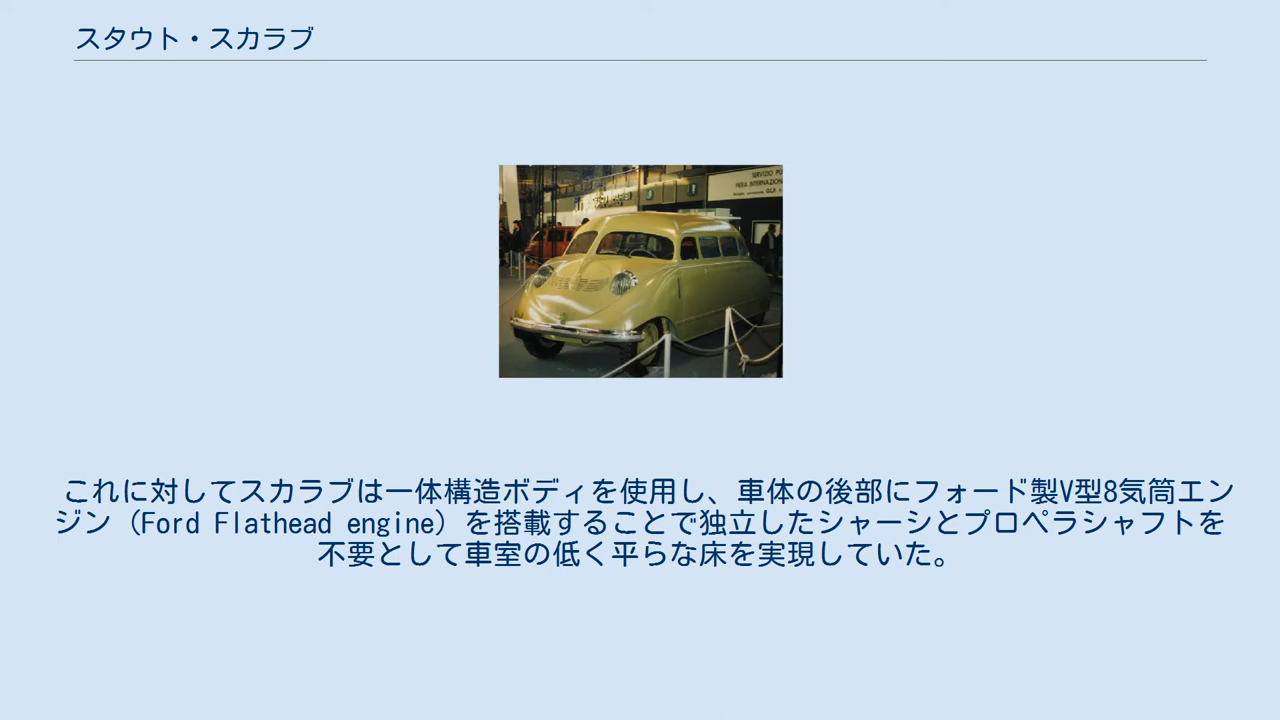 スタウト・スカラブ
SERVIZIO PU
FIERA INTERNAZION
これに対してスカラブは一体構造ボディを使用し、車体の後部にフォード製V型8気筒エン
ジン（Ford Flathead engine）を搭載することで独立したシャーシとプロペラシャフトを
不要として車室の低く平らな床を実現していた。